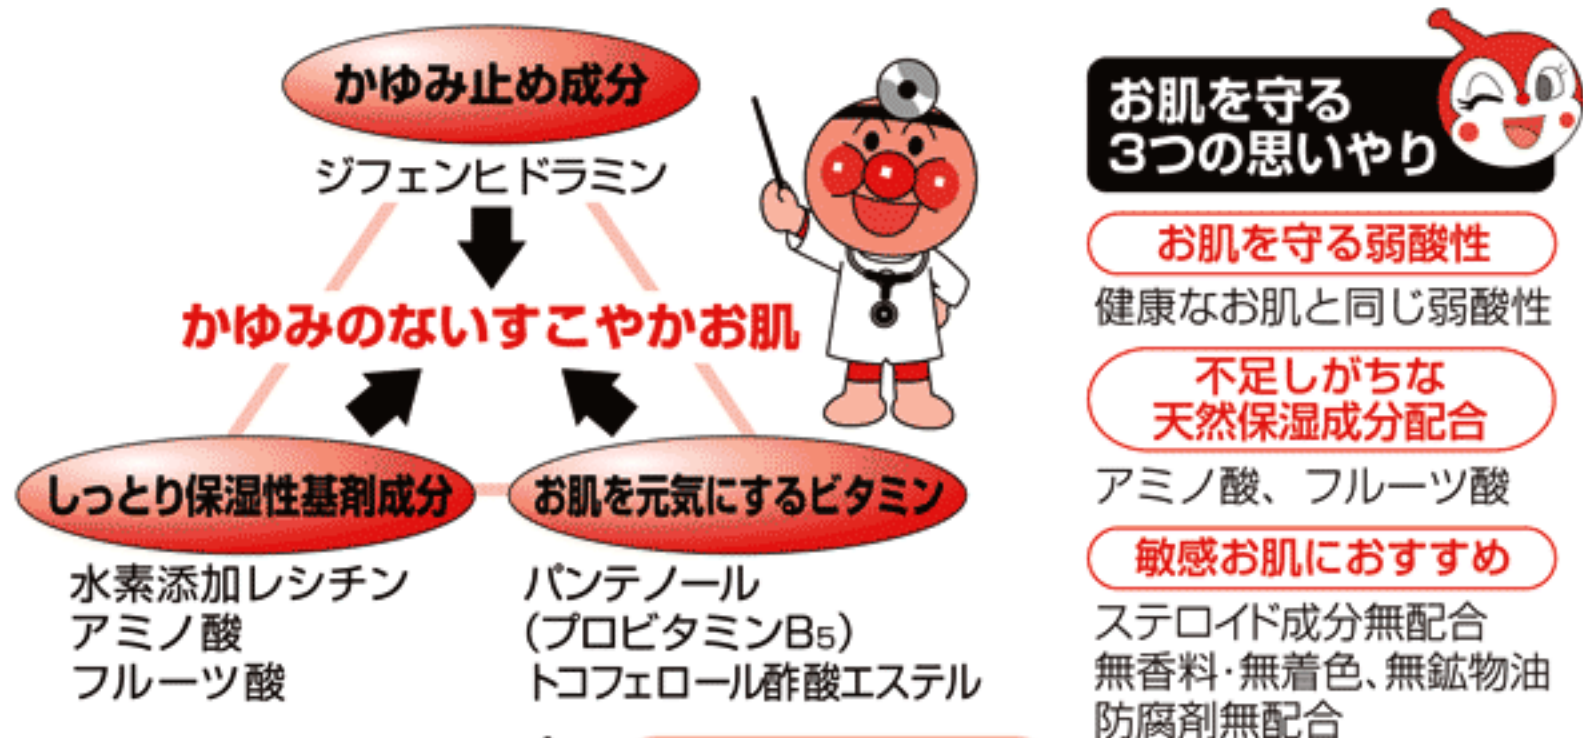 かゆみ止め成分
ジフェンヒドラミン
かゆみのないすこやかお肌
しっとり保湿性基剤成分
水素添加レシチン
アミノ酸
フルーツ酸
お肌を元気にするビタミン
パンテノール
(プロビタミンB5)
トコフェロール酢酸エステル
お肌を守る
3つの思いやり
お肌を守る弱酸性
健康なお肌と同じ弱酸性
不足しがちな
天然保湿成分配合
アミノ酸、フルーツ酸
敏感お肌におすすめ
ステロイド成分無配合
無香料・無着色、無鉱物油
防腐剤無配合